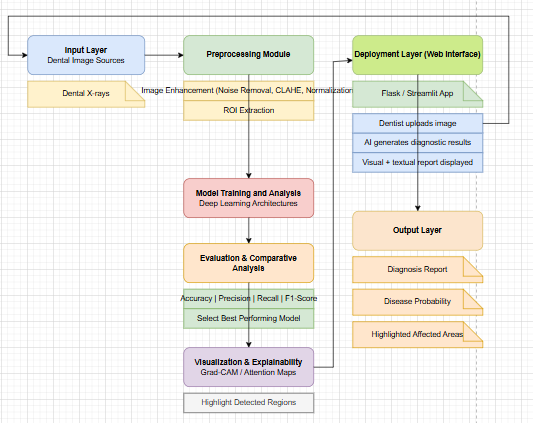 Input Layer
Dental Image Sources
Dental X-rays
Preprocessing Module
Image Enhancement (Noise Removal, CLAHE, Normalization
ROI Extraction
Model Training and Analysis
Deep Learning Architectures
Evaluation & Comparative
Analysis
Accuracy | Precision | Recall | F1-Score
Select Best Performing Model
Visualization & Explainability
Grad-CAM / Attention Maps
Highlight Detected Regions
Deployment Layer (Web Interface)
Flask / Streamlit App
Dentist uploads image
AI generates diagnostic results
Visual + textual report displayed
Output Layer
Diagnosis Report
Disease Probability
Highlighted Affected Areas